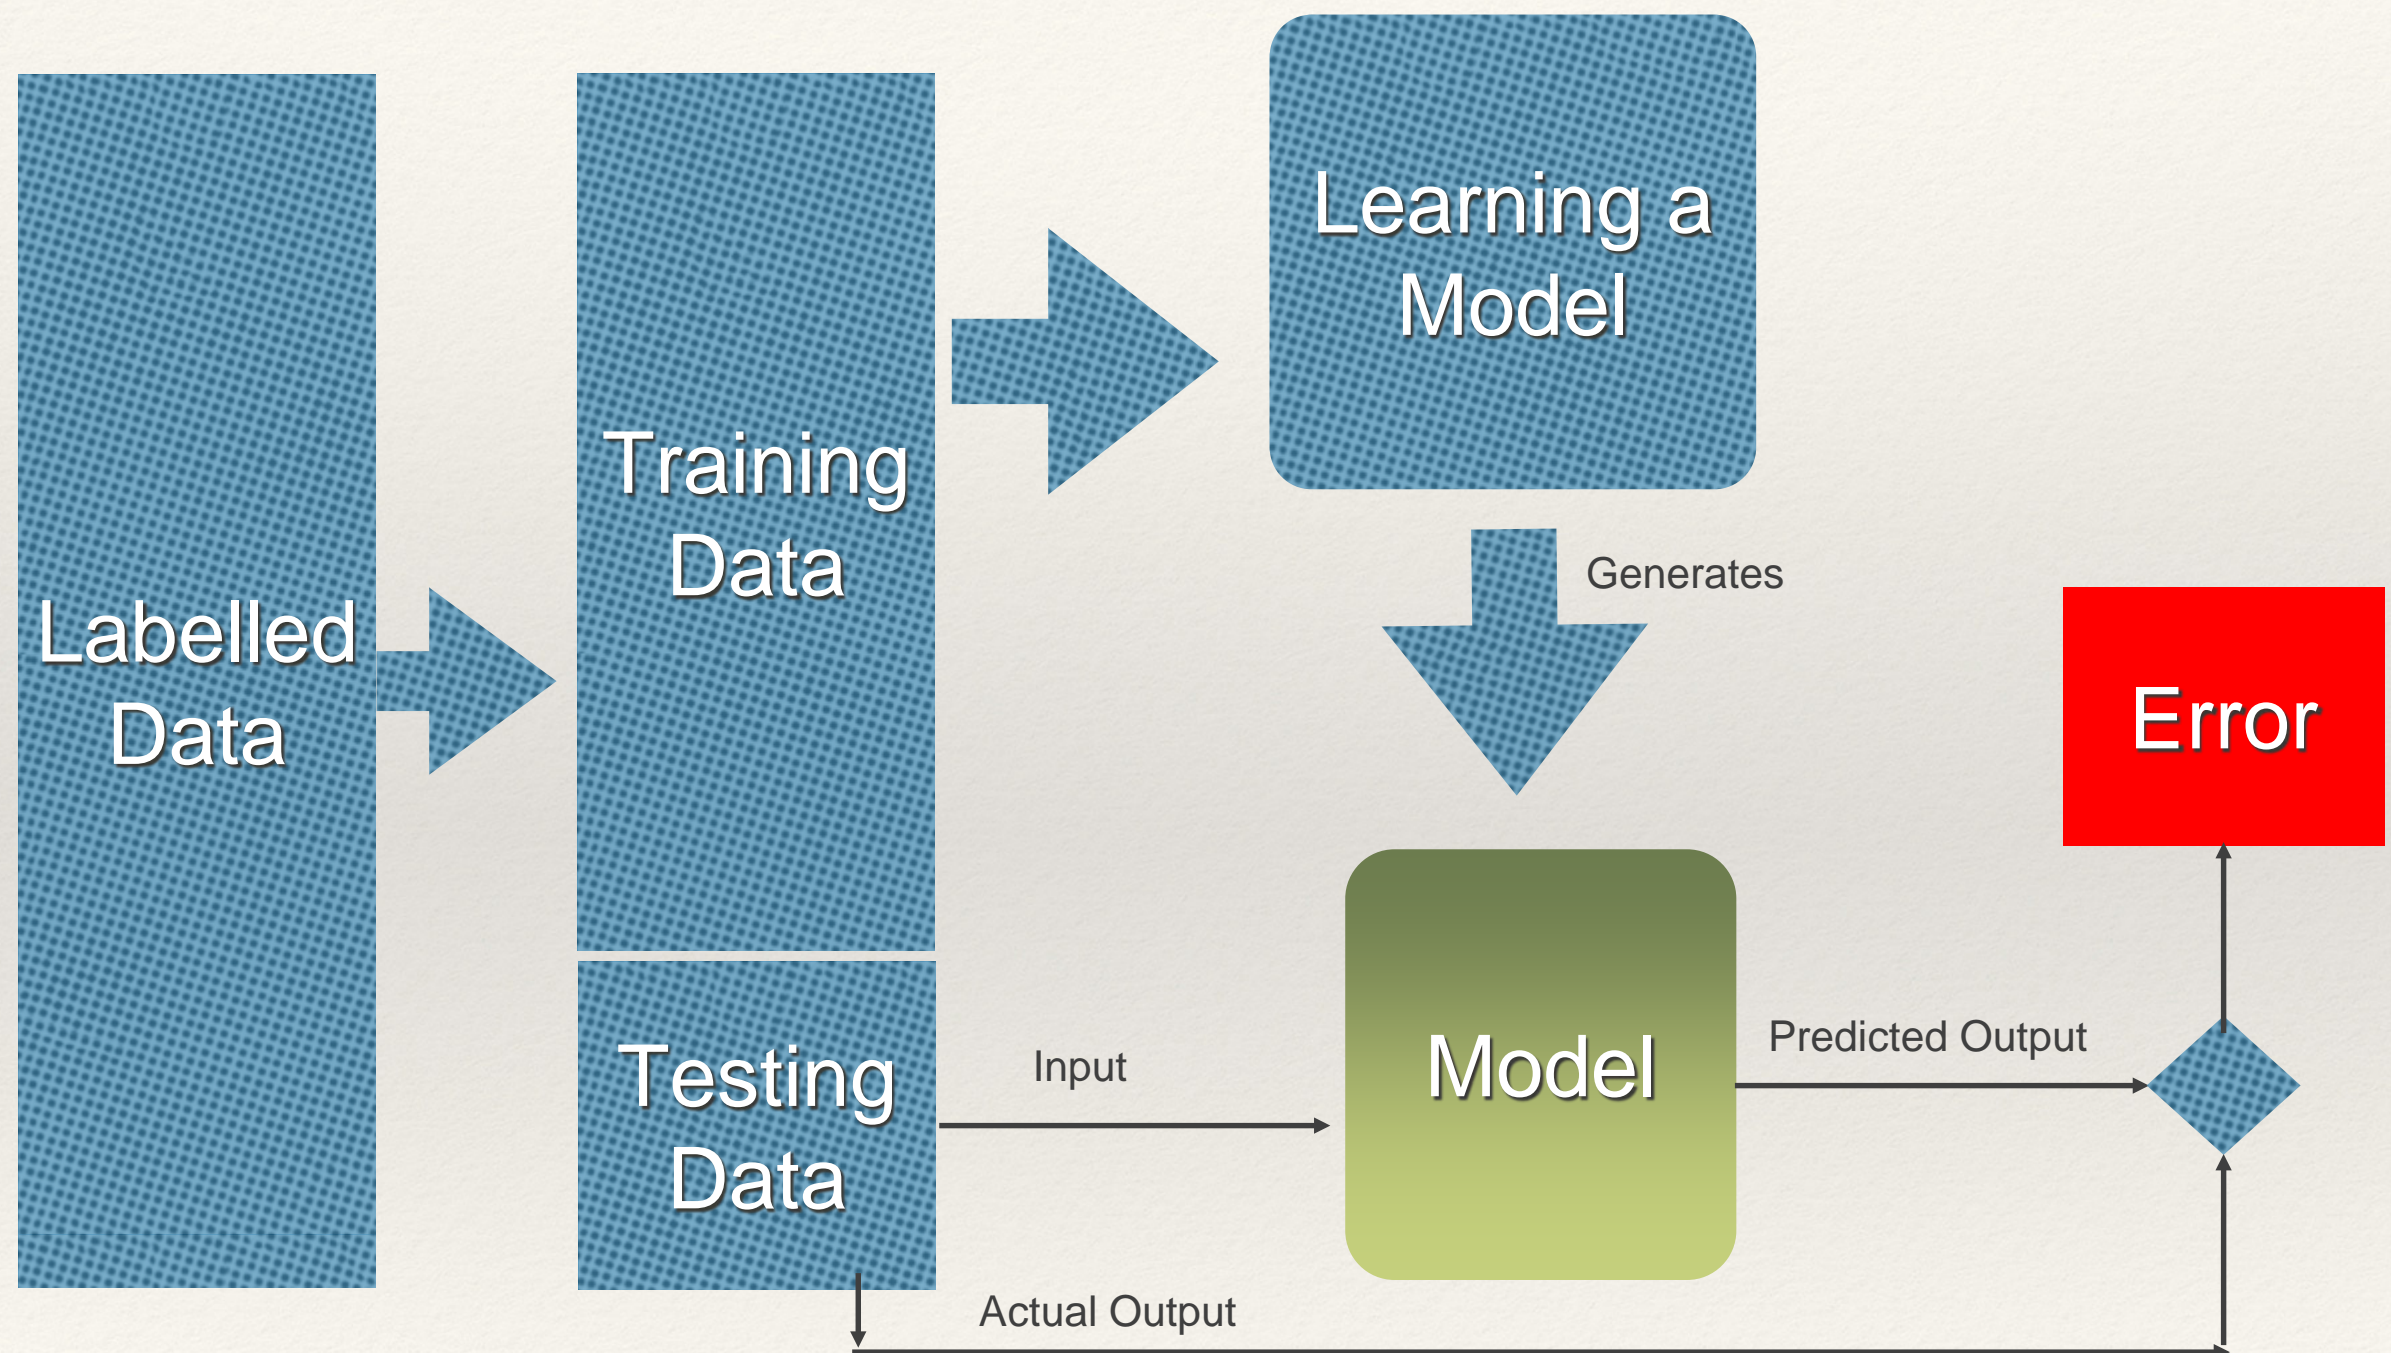 Labelled
Data
Training
Data
Testing
Data
Learning a
Model
Generates
Input
Actual Output
Model
Predicted Output
Error